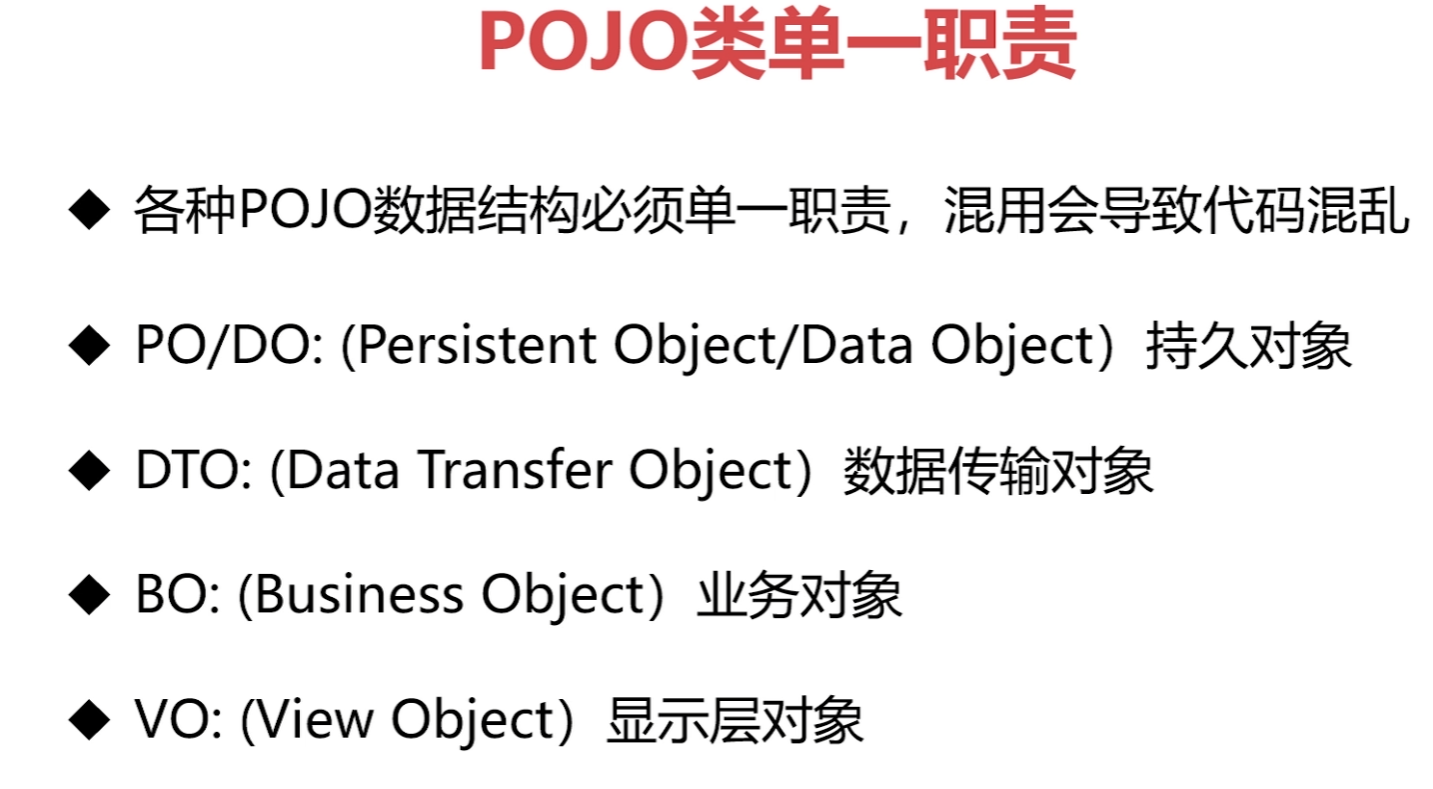 POJO类单一职责
◆ 各种POJO数据结构必须单一职责，混用会导致代码混乱
◆ PO/DO: (Persistent Object/Data Object）持久对象
◆ DTO: (Data Transfer Object）数据传输对象
◆ BO: (Business Object）业务对象
◆ VO: (View Object）显示层对象